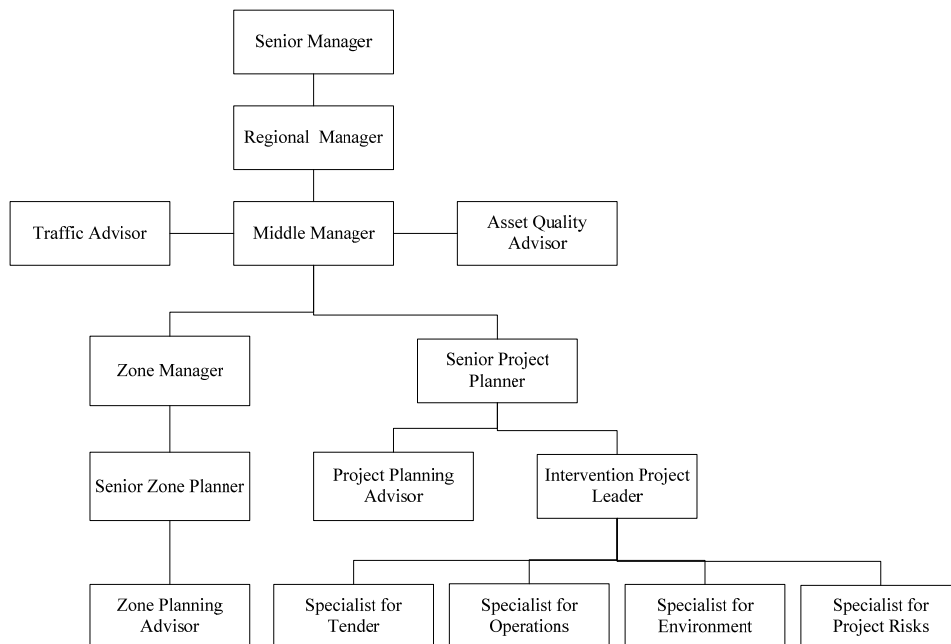 Senior Manager
Regional Manager
Traffic Advisor
Middle Manager
Asset Quality
Advisor
Zone Manager
Senior Project
Planner
Senior Zone Planner
Project Planning
Advisor
Intervention Project
Leader
Zone Planning
Advisor
Specialist for
Tender
Specialist for
Operations
Specialist for
Environment
Specialist for
Project Risks